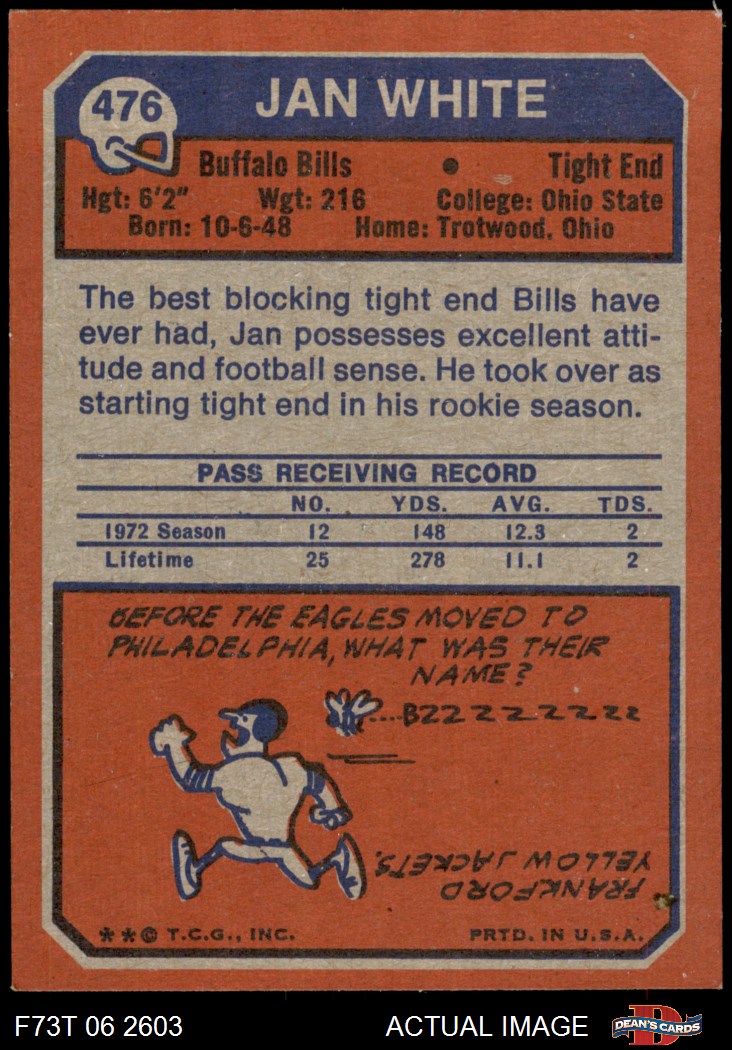 476
JAN WHITE
Buffalo Bills • Tight End
Hgt: 6'2" Wgt: 216 College: Ohio State
Born: 10-6-48 Home: Trotwood, Ohio
The best blocking tight end Bills have
ever had, Jan possesses excellent atti-
tude and football sense. He took over as
starting tight end in his rookie season.
PASS RECEIVING RECORD
NO. YDS. AVG. TDS.
1972 Season 12 148 12.3 2
Lifetime 25 278 11.1 2
BEFORE THE EAGLES MOVED TO
PHILADELPHIA, WHAT WAS THEIR
NAME?
....BZZZZZZZZZ
FRANKFORD
YELLOW JACKETS.
**© T.C.G., INC. PRTD. IN U.S.A.
F73T 06 2603 ACTUAL IMAGE D DEAN'S CARDS